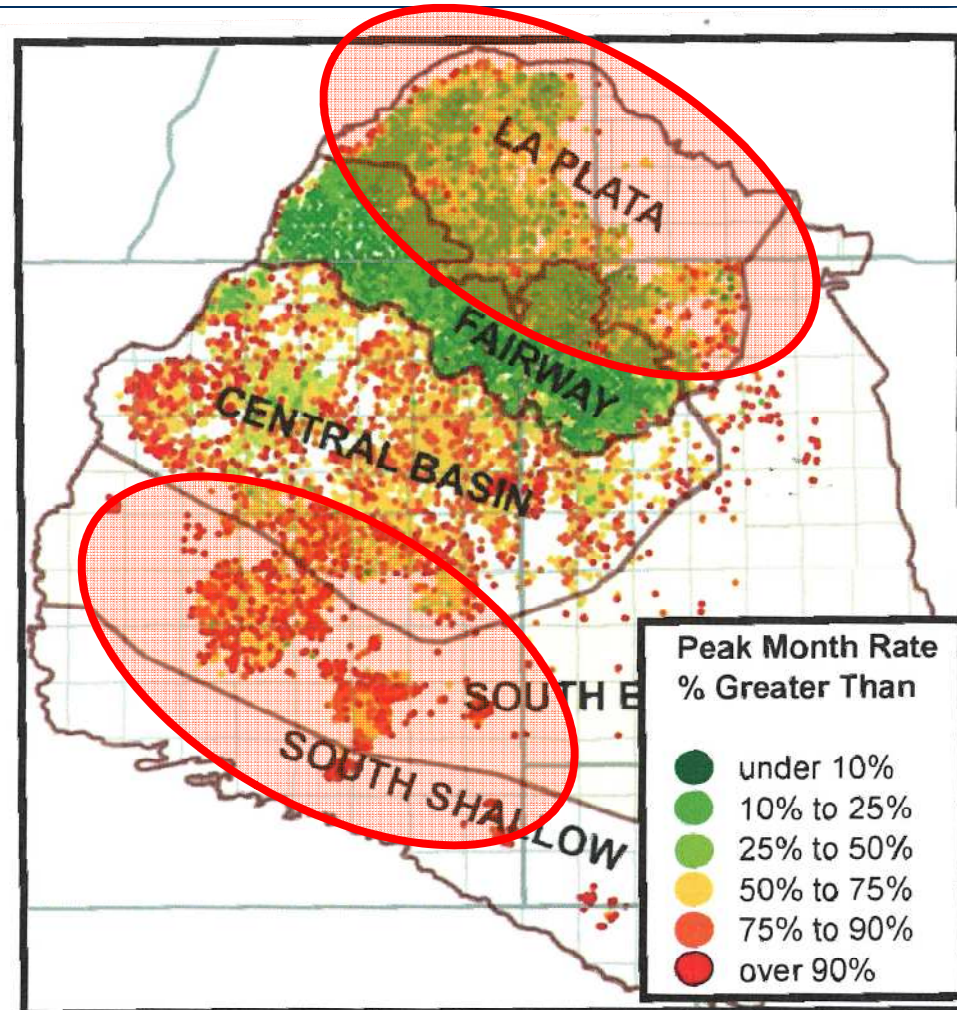 LA PLATA
FAIRWAY
CENTRAL BASIN
SOUTH E
SOUTH SHALLOW
Peak Month Rate
% Greater Than
under 10%
10% to 25%
25% to 50%
50% to 75%
75% to 90%
over 90%